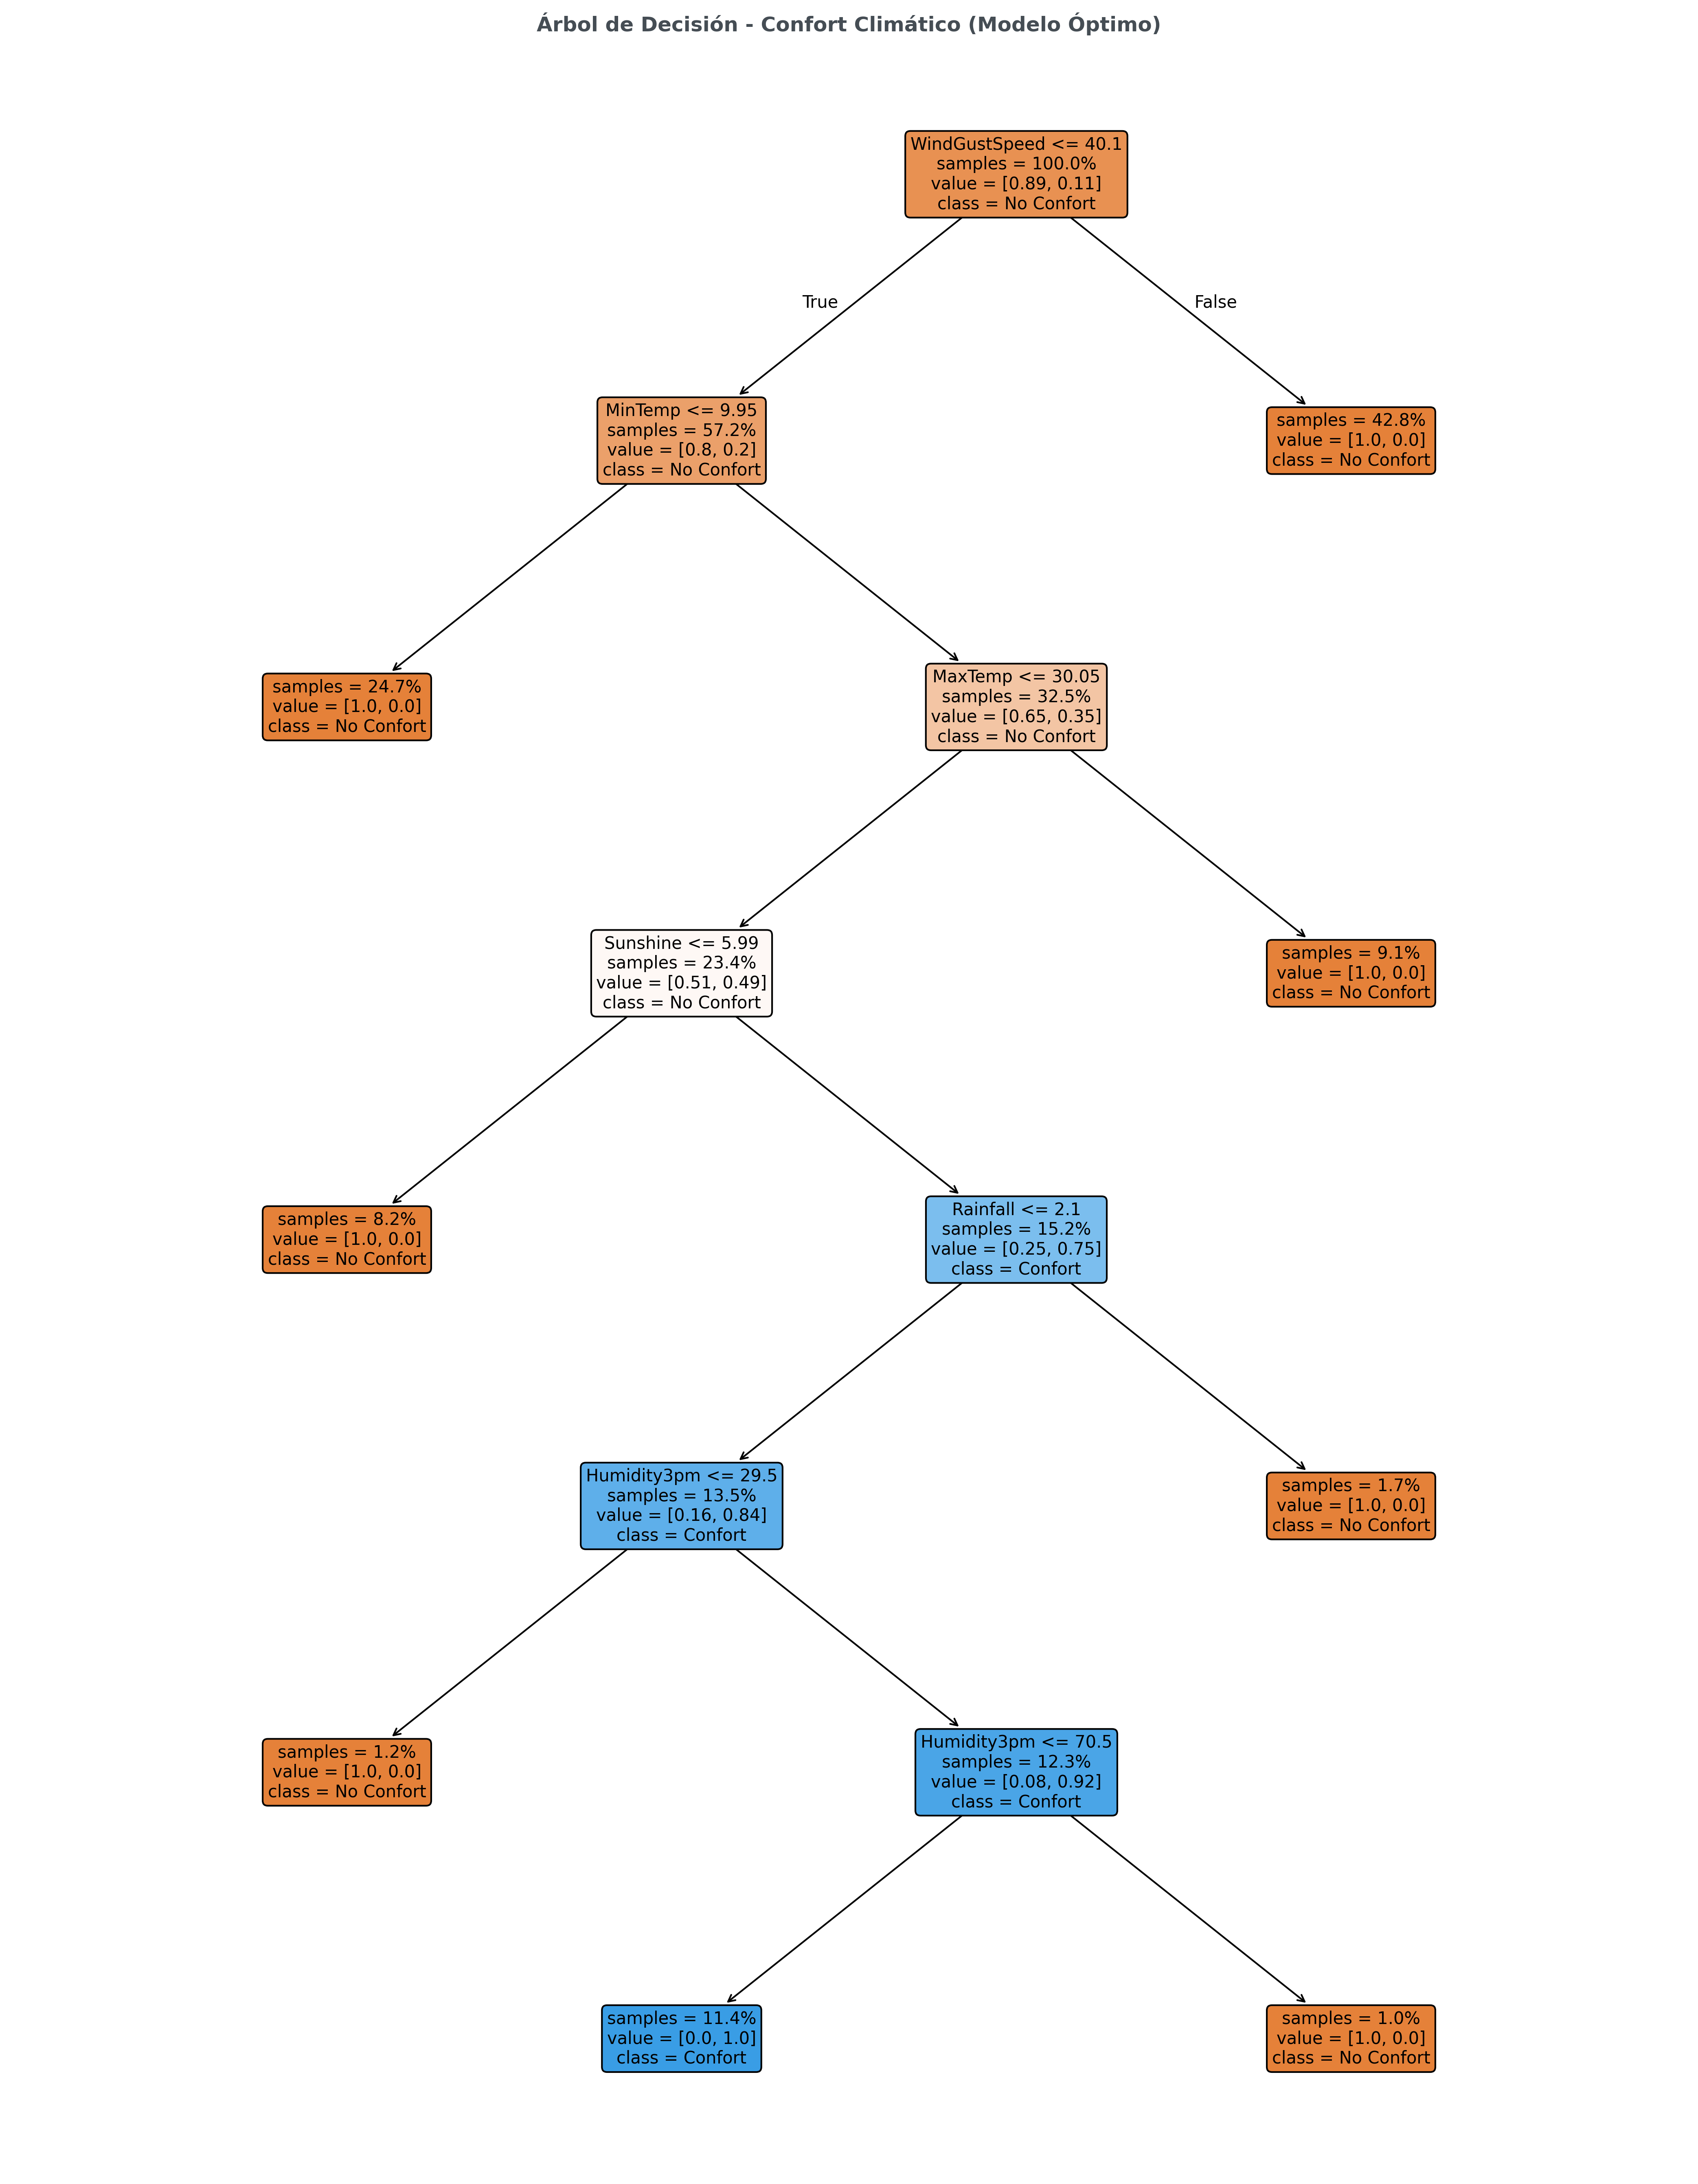 Árbol de Decisión - Confort Climático (Modelo Óptimo)
WindGustSpeed <= 40.1
samples = 100.0%
value = [0.89, 0.11]
class = No Confort
True
False
MinTemp <= 9.95
samples = 57.2%
value = [0.8, 0.2]
class = No Confort
samples = 42.8%
value = [1.0, 0.0]
class = No Confort
samples = 24.7%
value = [1.0, 0.0]
class = No Confort
MaxTemp <= 30.05
samples = 32.5%
value = [0.65, 0.35]
class = No Confort
Sunshine <= 5.99
samples = 23.4%
value = [0.51, 0.49]
class = No Confort
samples = 9.1%
value = [1.0, 0.0]
class = No Confort
samples = 8.2%
value = [1.0, 0.0]
class = No Confort
Rainfall <= 2.1
samples = 15.2%
value = [0.25, 0.75]
class = Confort
Humidity3pm <= 29.5
samples = 13.5%
value = [0.16, 0.84]
class = Confort
samples = 1.7%
value = [1.0, 0.0]
class = No Confort
samples = 1.2%
value = [1.0, 0.0]
class = No Confort
Humidity3pm <= 70.5
samples = 12.3%
value = [0.08, 0.92]
class = Confort
samples = 11.4%
value = [0.0, 1.0]
class = Confort
samples = 1.0%
value = [1.0, 0.0]
class = No Confort